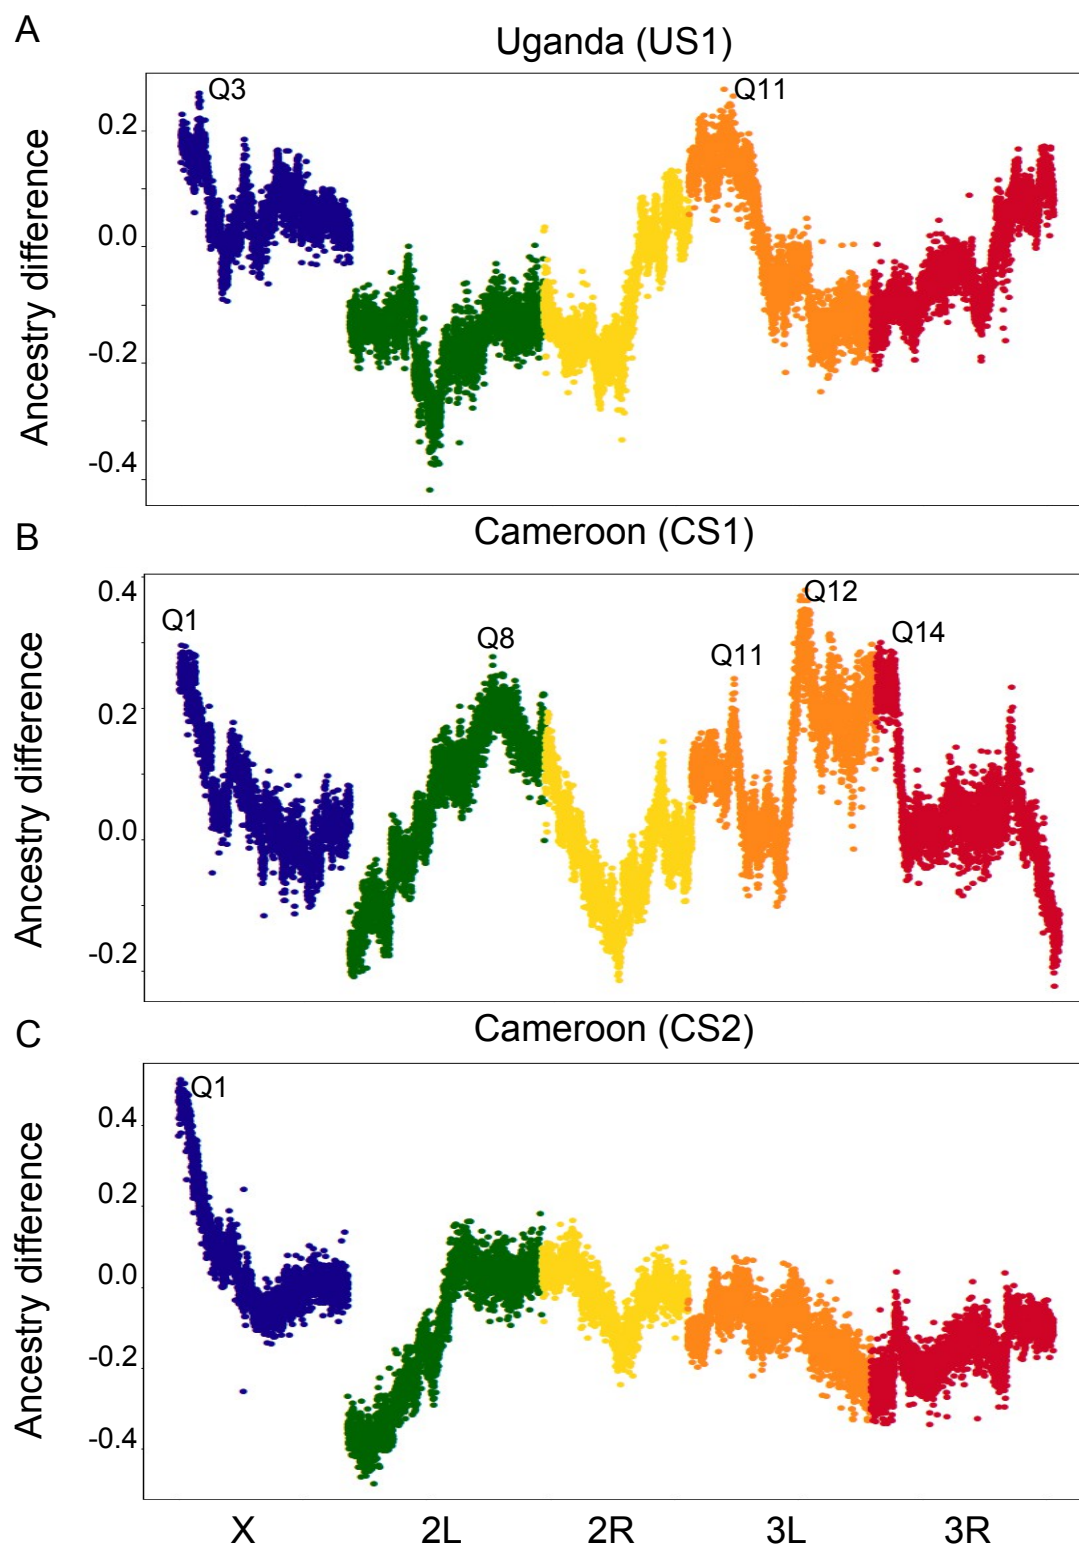 A
Uganda (US1)
Q3
Q11
0.2
0.0
-0.2
-0.4
Ancestry difference
B
Cameroon (CS1)
Q1
Q8
Q11
Q12
Q14
0.4
0.2
0.0
-0.2
Ancestry difference
C
Cameroon (CS2)
Q1
0.4
0.2
0.0
-0.2
-0.4
Ancestry difference
X 2L 2R 3L 3R